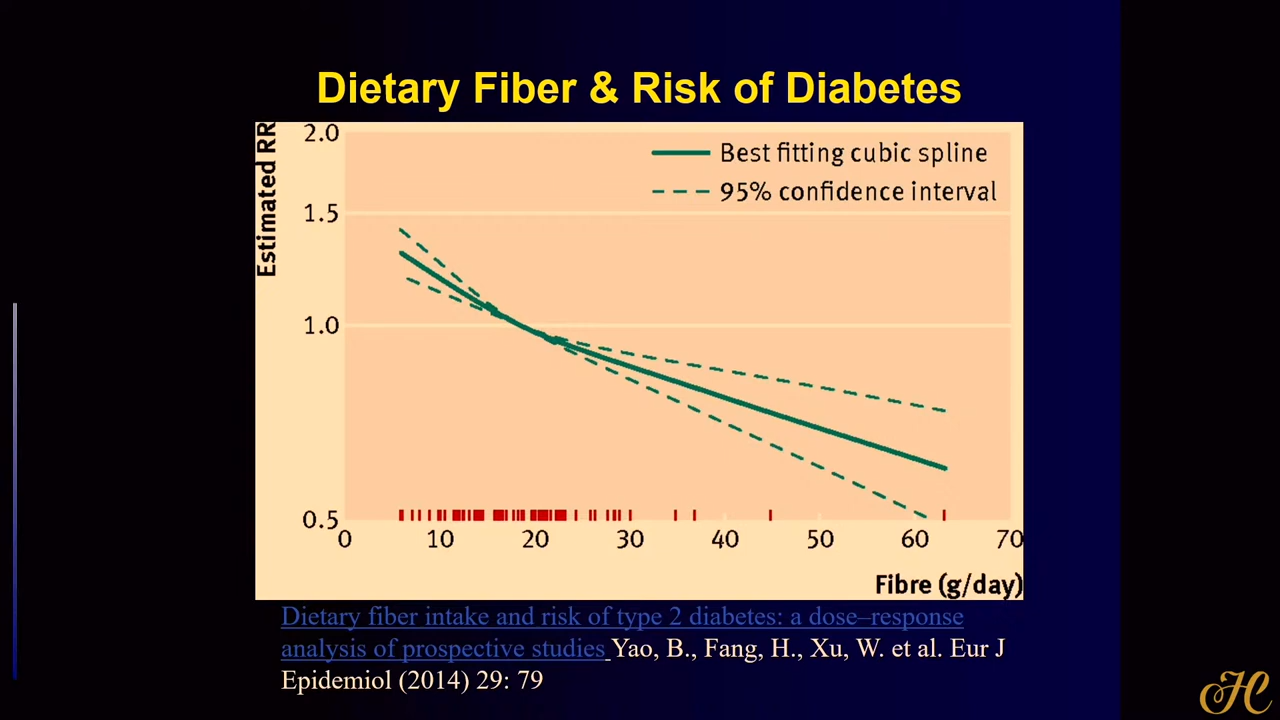 Dietary Fiber & Risk of Diabetes
Estimated RR
2.0
1.5
1.0
0.5
Best fitting cubic spline
95% confidence interval
0 10 20 30 40 50 60 70
Fibre (g/day)
Dietary fiber intake and risk of type 2 diabetes: a dose–response
analysis of prospective studies Yao, B., Fang, H., Xu, W. et al. Eur J
Epidemiol (2014) 29: 79